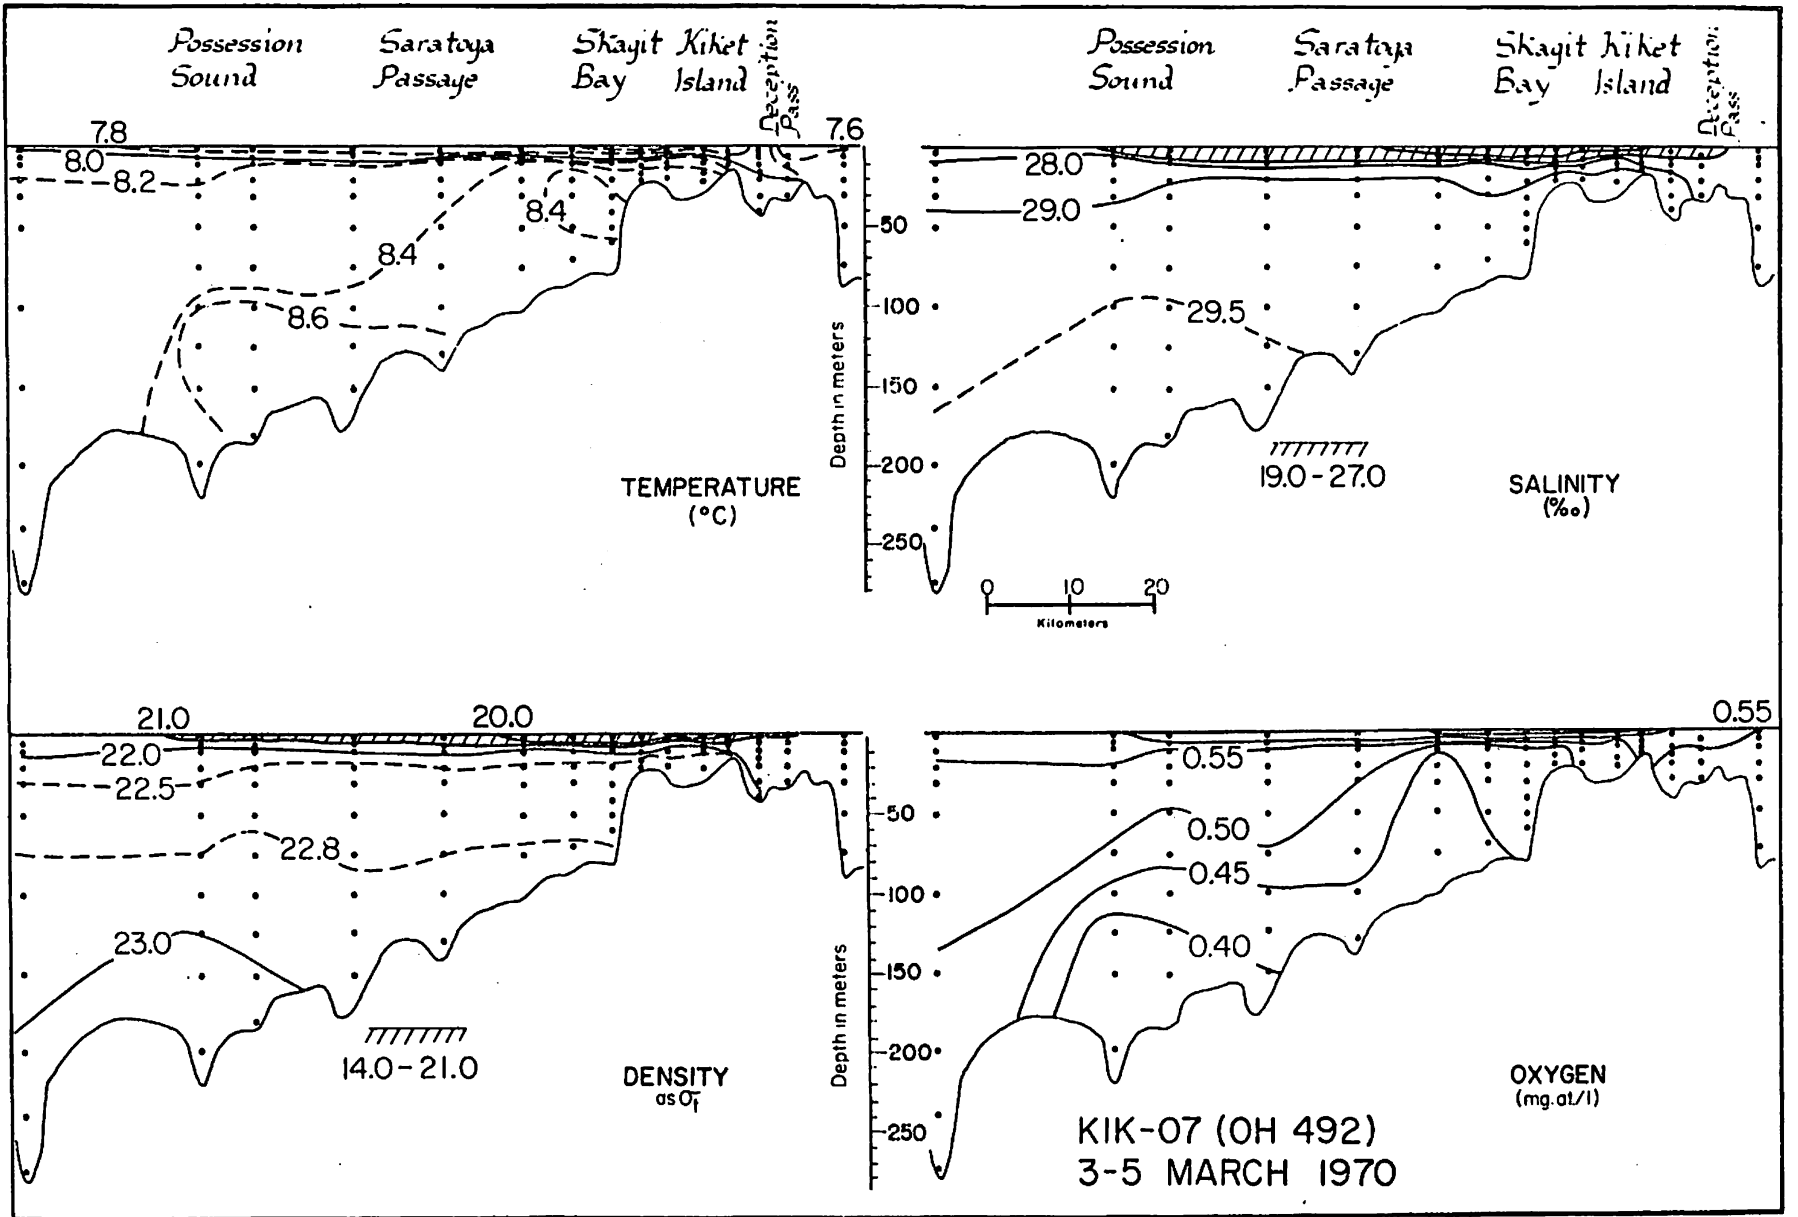 Possession Sound
Saratoga Passage
Skagit Bay
Kiket Island
Deception Pass
Possession Sound
Saratoga Passage
Skagit Bay
Kiket Island
Deception Pass
7.8
7.6
8.0
8.2
8.4
8.4
8.6
TEMPERATURE
(°C)
Depth in meters
50
100
150
200
250
28.0
29.0
29.5
19.0-27.0
SALINITY
(‰)
0 10 20
Kilometers
21.0
20.0
22.0
22.5
22.8
23.0
14.0-21.0
DENSITY
as σt
Depth in meters
50
100
150
200
250
0.55
0.55
0.50
0.45
0.40
OXYGEN
(mg.at/l)
KIK-07 (OH 492)
3-5 MARCH 1970